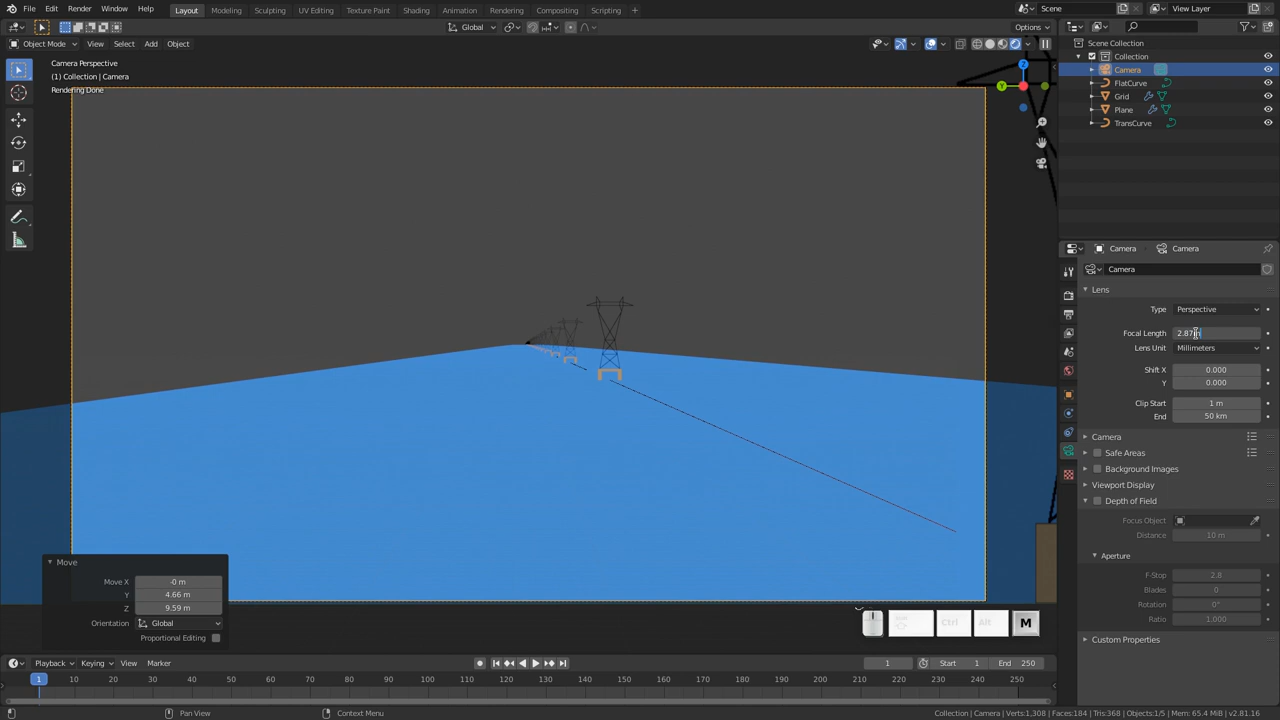 File Edit Render Window Help Layout Modeling Sculpting UV Editing Texture Paint Shading Animation Rendering Compositing Scripting + Scene View Layer
Global Options
Object Mode View Select Add Object
Scene Collection
Collection
Camera
FlatCurve
Grid
Plane
TransCurve
Camera Perspective
(1) Collection | Camera
Rendering Done
Z
Y
Camera Camera
Camera
Lens
Type Perspective
Focal Length 2.87
Lens Unit Millimeters
Shift X 0.000
Y 0.000
Clip Start 1 m
End 50 km
Camera
Safe Areas
Background Images
Viewport Display
Depth of Field
Focus Object
Distance 10 m
Aperture
F-Stop 2.8
Blades 0
Rotation 0°
Ratio 1.000
Custom Properties
Move
Move X -0 m
Y 4.66 m
Z 9.59 m
Orientation Global
Proportional Editing
Ctrl Alt M
Playback Keying View Marker 1 Start 1 End 250
1 10 20 30 40 50 60 70 80 90 100 110 120 130 140 150 160 170 180 190 200 210 220 230 240 250
Pan View Context Menu Collection | Camera | Verts:1,308 | Faces:184 | Tris:368 | Objects:1/5 | Mem: 65.4 MiB | v2.81.16